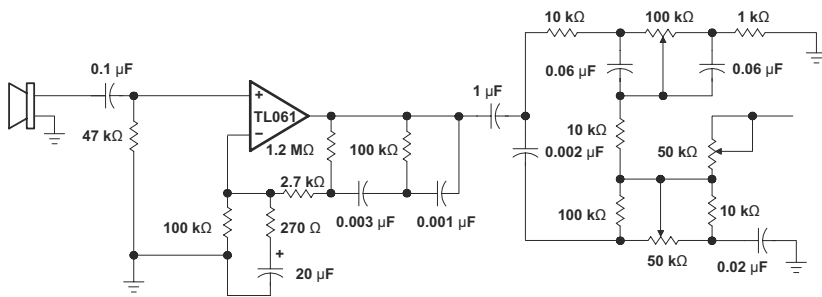 10 kΩ
100 kΩ
1 kΩ
0.1 µF
+
TL061
−
1 µF
0.06 µF
0.06 µF
47 kΩ
1.2 MΩ
100 kΩ
0.002 µF
10 kΩ
50 kΩ
2.7 kΩ
100 kΩ
270 Ω
0.003 µF
0.001 µF
100 kΩ
10 kΩ
+
20 µF
50 kΩ
0.02 µF